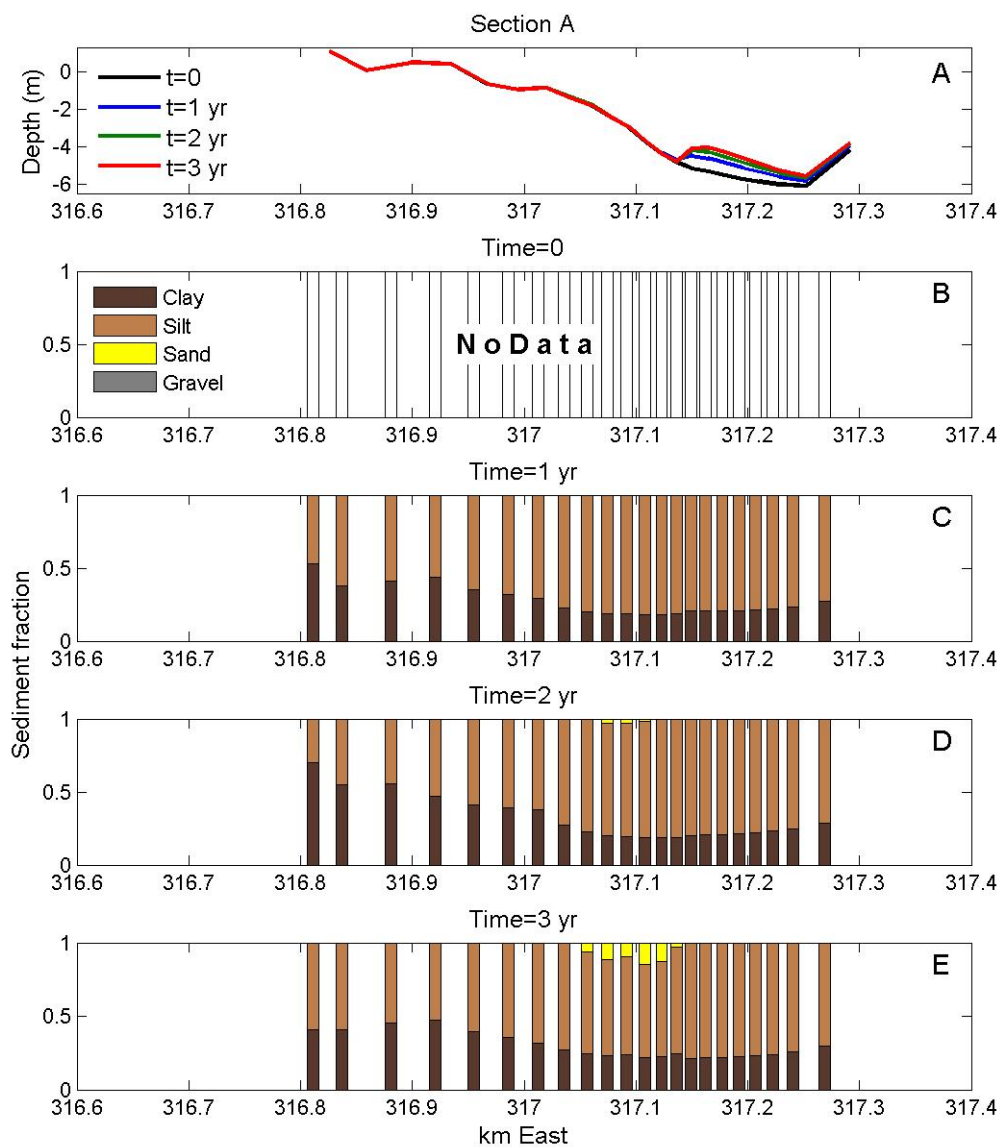 Section A
A
0
-2
-4
-6
Depth (m)
t=0
t=1 yr
t=2 yr
t=3 yr
316.6 316.7 316.8 316.9 317 317.1 317.2 317.3 317.4
Time=0
B
1
0.5
0
Clay
Silt
Sand
Gravel
NoData
316.6 316.7 316.8 316.9 317 317.1 317.2 317.3 317.4
Time=1 yr
C
1
0.5
0
316.6 316.7 316.8 316.9 317 317.1 317.2 317.3 317.4
Sediment fraction
Time=2 yr
D
1
0.5
0
316.6 316.7 316.8 316.9 317 317.1 317.2 317.3 317.4
Time=3 yr
E
1
0.5
0
316.6 316.7 316.8 316.9 317 317.1 317.2 317.3 317.4
km East